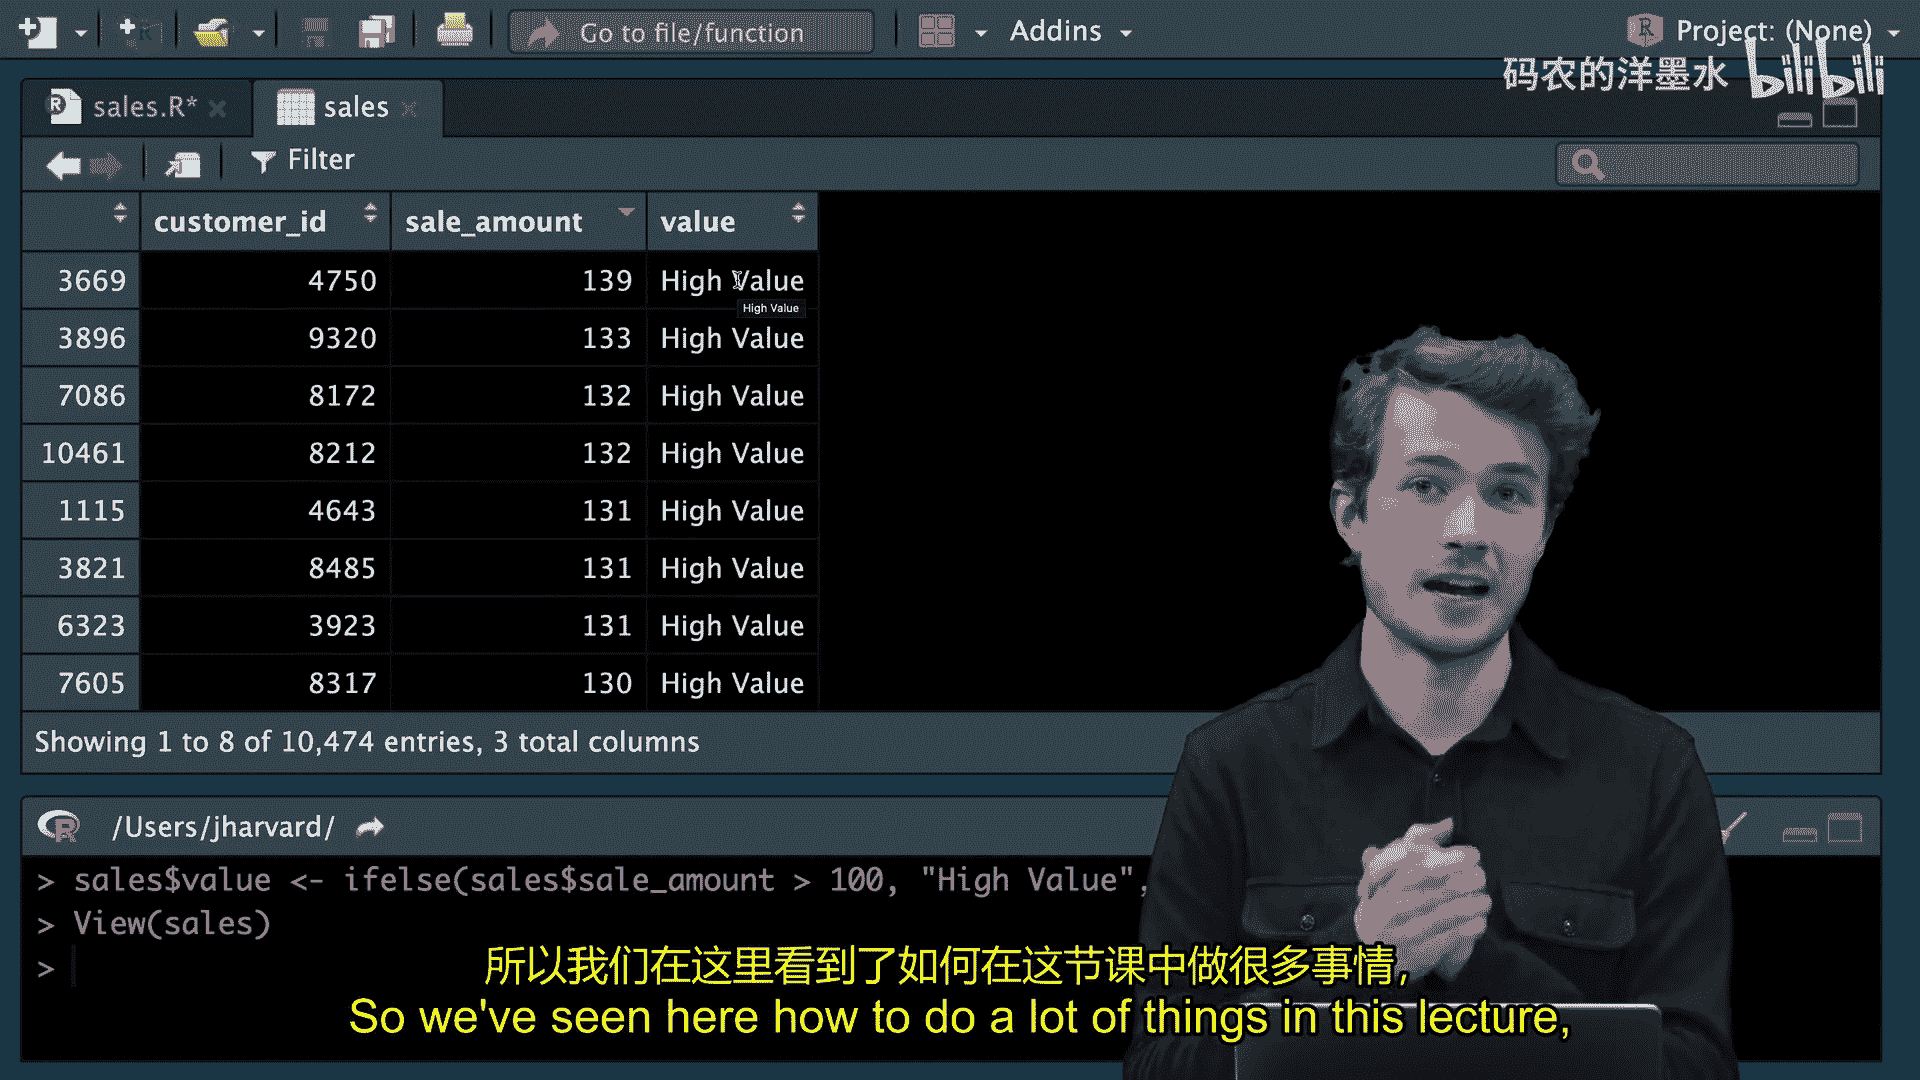 Go to file/function
Addins
Project: (None)
码农的洋墨水 bilibili
sales.R*
sales
Filter
customer_id sale_amount value
3669 4750 139 High Value
High Value
3896 9320 133 High Value
7086 8172 132 High Value
10461 8212 132 High Value
1115 4643 131 High Value
3821 8485 131 High Value
6323 3923 131 High Value
7605 8317 130 High Value
Showing 1 to 8 of 10,474 entries, 3 total columns
/Users/jharvard/
> sales$value <- ifelse(sales$sale_amount > 100, "High Value",
> View(sales)
>
所以我们在这里看到了如何在这节课中做很多事情,
So we've seen here how to do a lot of things in this lecture,